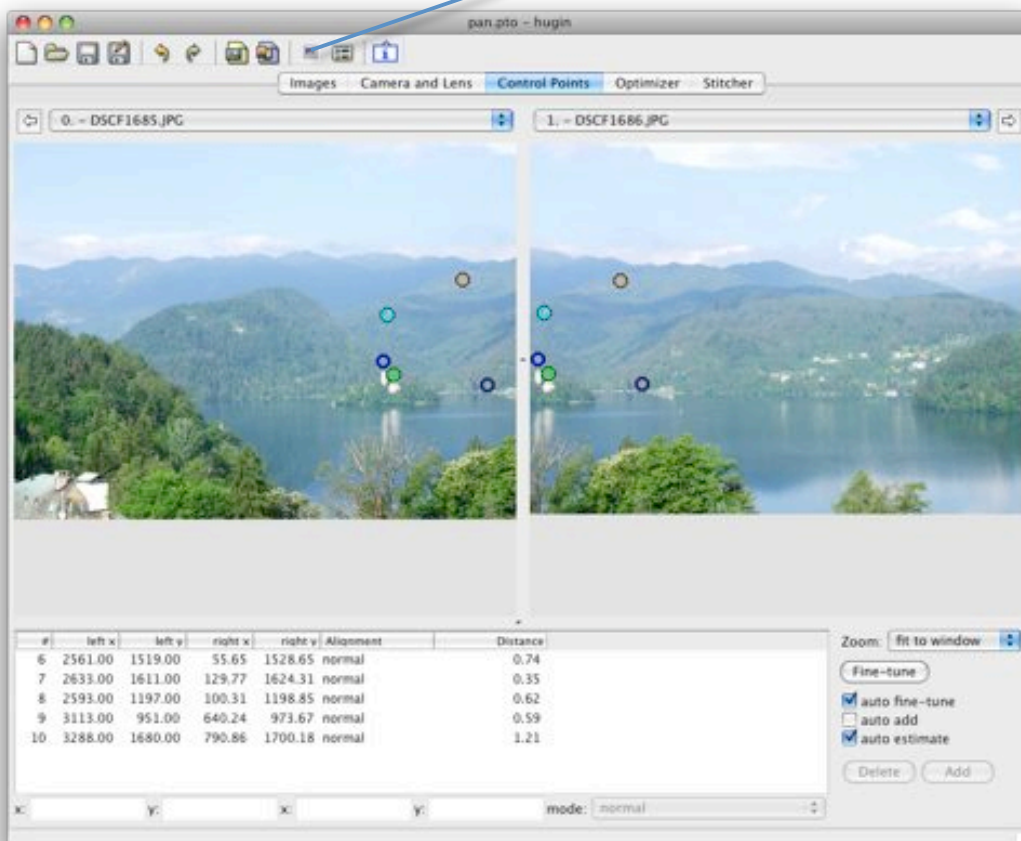 pan.pto - hugin
Images Camera and Lens Control Points Optimizer Stitcher
0. - DSCF1685.JPG 1. - DSCF1686.JPG
# left x left y right x right y Alignment Distance
6 2561.00 1519.00 55.65 1528.65 normal 0.74
7 2633.00 1611.00 129.77 1624.31 normal 0.35
8 2593.00 1197.00 100.31 1198.85 normal 0.62
9 3113.00 951.00 640.24 973.67 normal 0.59
10 3288.00 1680.00 790.86 1700.18 normal 1.21
Zoom: fit to window
Fine-tune
auto fine-tune
auto add
auto estimate
Delete Add
x: y: x: y: mode: normal